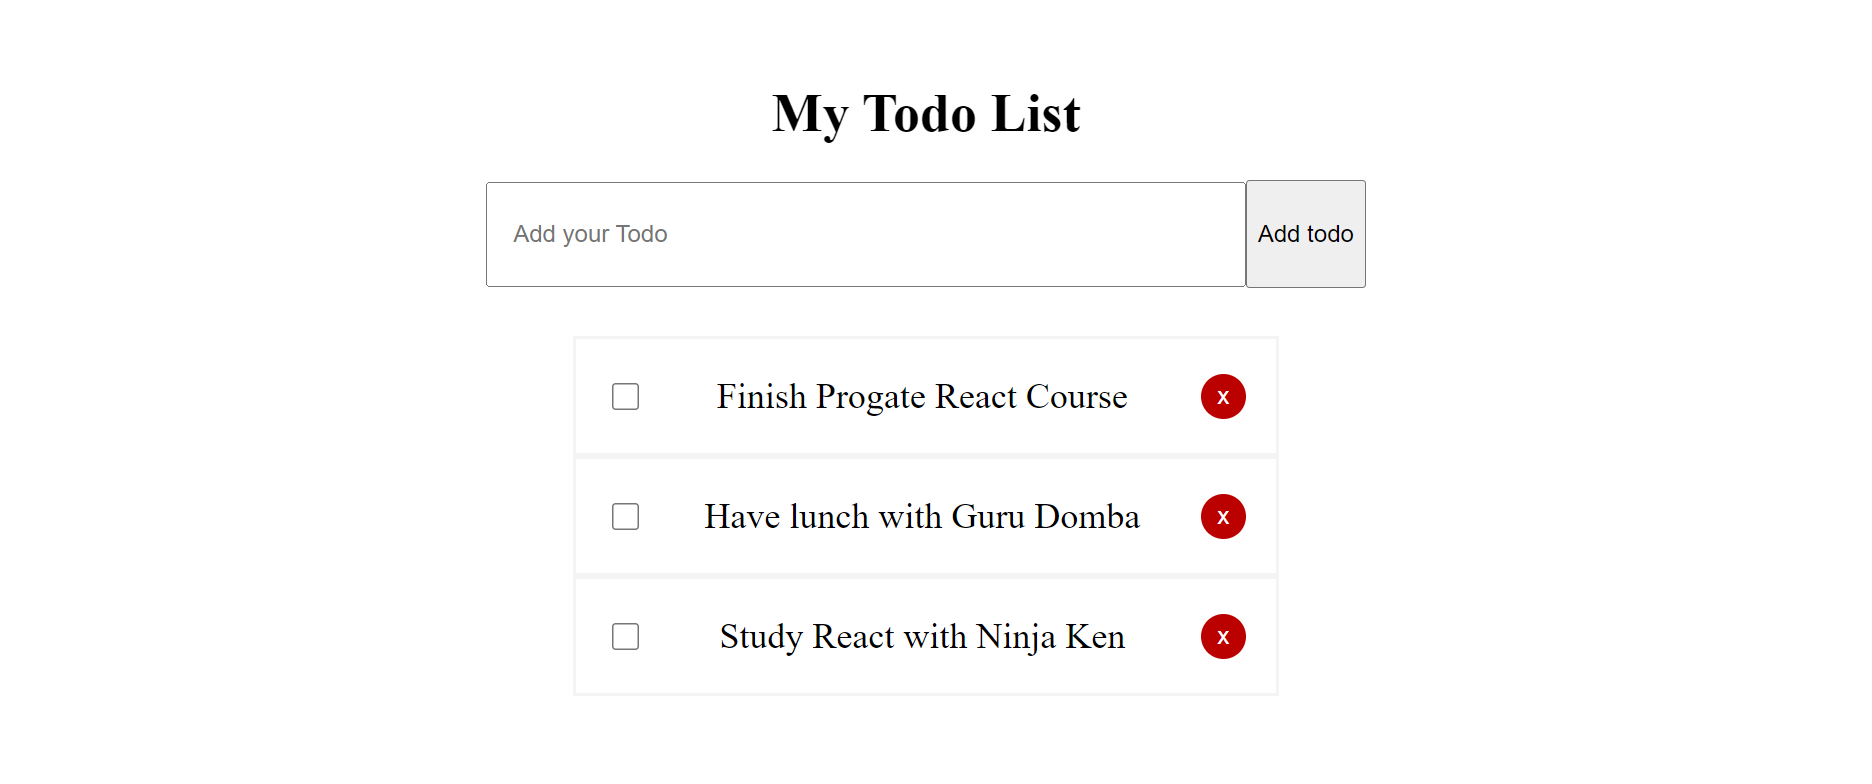 My Todo List
Add your Todo
Add todo
Finish Progate React Course
x
Have lunch with Guru Domba
x
Study React with Ninja Ken
x